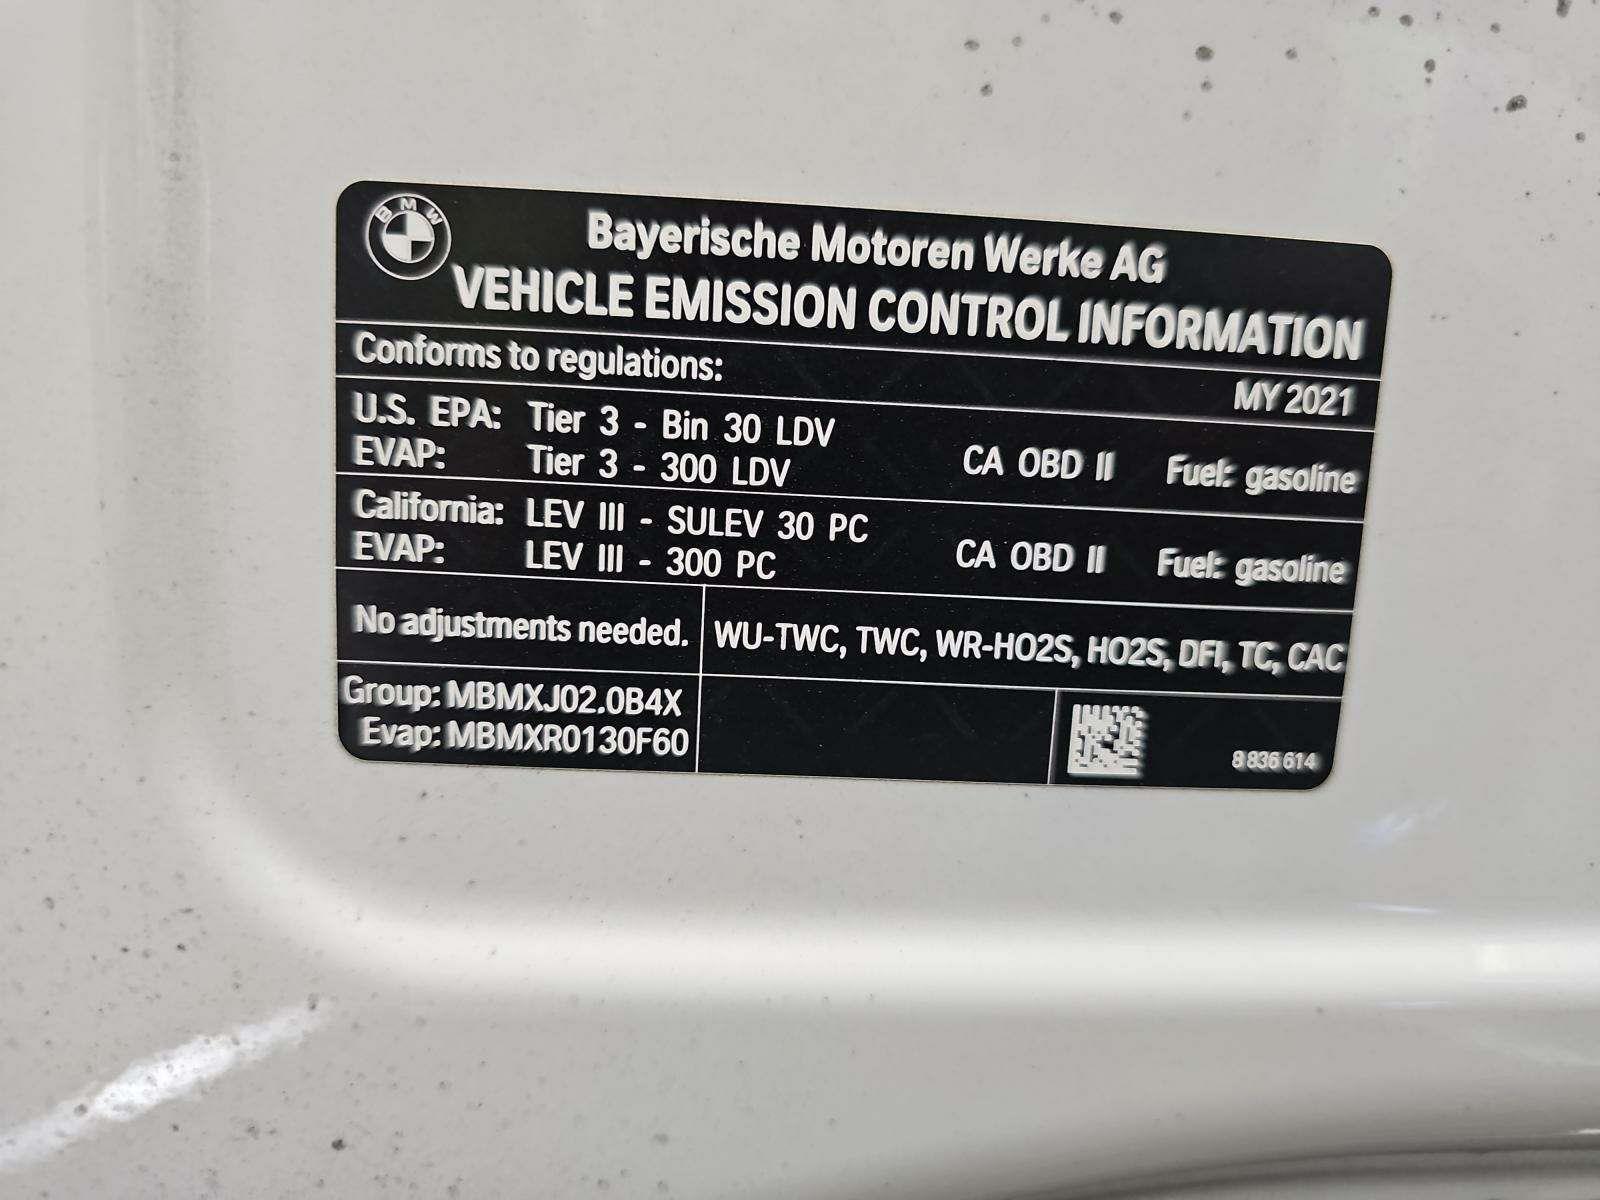 BMW
Bayerische Motoren Werke AG
VEHICLE EMISSION CONTROL INFORMATION
Conforms to regulations:
MY 2021
U.S. EPA: Tier 3 - Bin 30 LDV
EVAP: Tier 3 - 300 LDV
CA OBD II Fuel: gasoline
California: LEV III - SULEV 30 PC
EVAP: LEV III - 300 PC
CA OBD II Fuel: gasoline
No adjustments needed.
WU-TWC, TWC, WR-HO2S, HO2S, DFI, TC, CAC
Group: MBMXJ02.0B4X
Evap: MBMXR0130F60
8 836 614